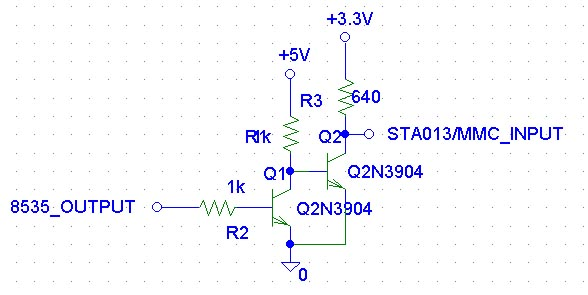 +3.3V
+5V
R3
640
R1k
Q2
STA013/MMC_INPUT
Q1
Q2N3904
1k
8535_OUTPUT
Q2N3904
R2
0